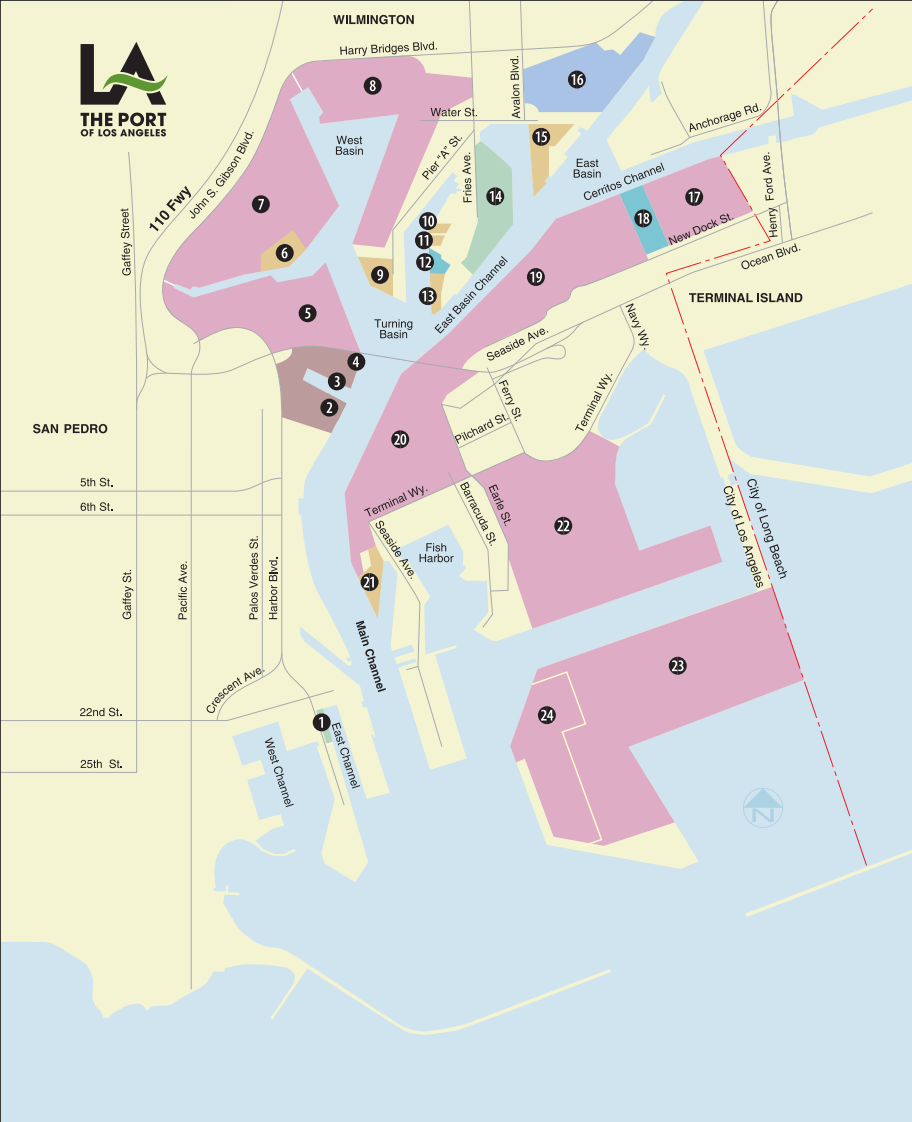 WILMINGTON
Harry Bridges Blvd.
LA
THE PORT
OF LOS ANGELES
8
16
Avalon Blvd.
Water St.
Anchorage Rd.
West
Basin
15
Pier "A" St.
Fries Ave.
East
Basin
Cerritos Channel
John S. Gibson Blvd.
110 Fwy
Gaffey Street
7
14
17
18
Henry Ford Ave.
10
11
12
13
New Dock St.
6
9
19
Ocean Blvd.
East Basin Channel
TERMINAL ISLAND
5
Turning
Basin
Seaside Ave.
Navy Wy.
4
3
2
Ferry St.
Terminal Wy.
Pilchard St.
SAN PEDRO
20
5th St.
6th St.
Terminal Wy.
Barracuda St.
Earle St.
City of Long Beach
City of Los Angeles
22
Seaside Ave.
Fish
Harbor
21
Gaffey St.
Pacific Ave.
Palos Verdes St.
Harbor Blvd.
Main Channel
23
Crescent Ave.
22nd St.
1
24
East Channel
West Channel
25th St.
N